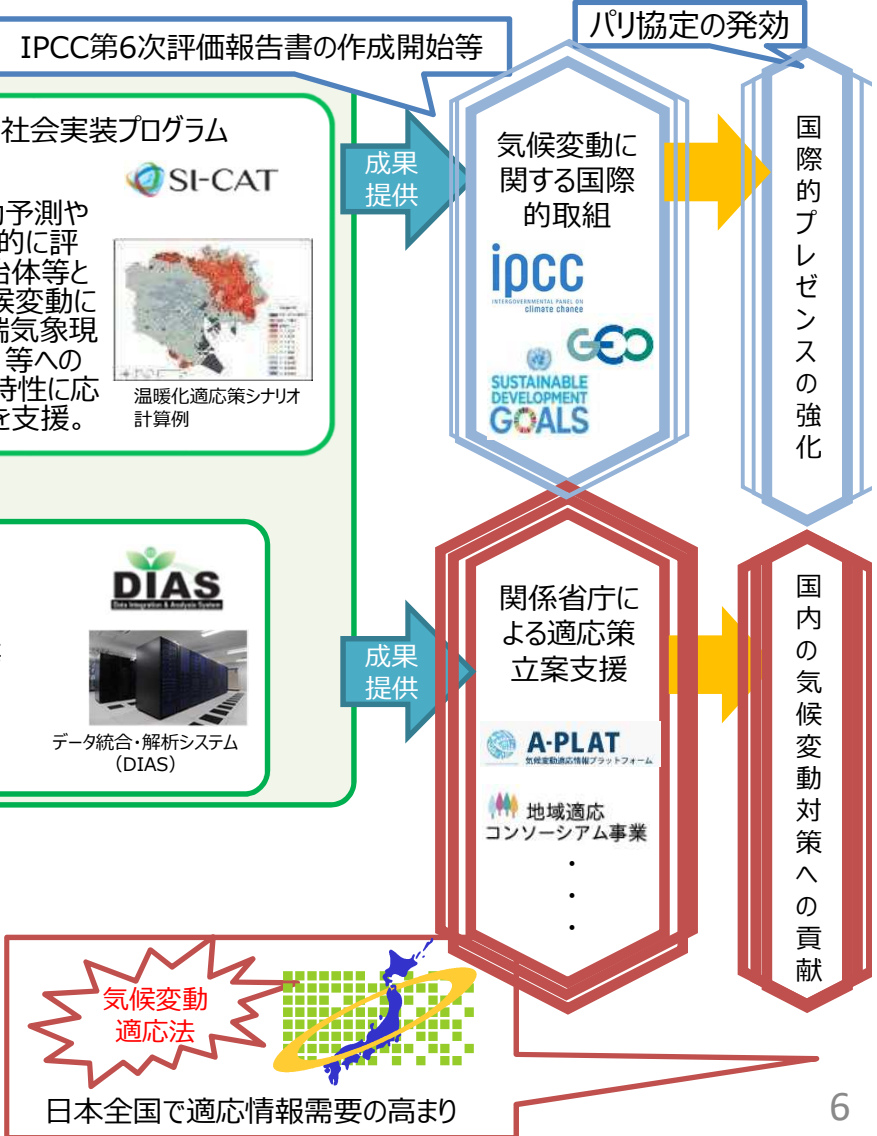 IPCC第6次評価報告書の作成開始等
パリ協定の発効
社会実装プログラム
SI-CAT
予測や
的に評
治体等と
候変動に
端気象現
等への
特性に応
を支援。
温暖化適応策シナリオ
計算例
成果
提供
気候変動に
関する国際
的取組
ipcc
INTERGOVERNMENTAL PANEL ON
climate change
GEO
SUSTAINABLE
DEVELOPMENT
GOALS
国際的プレゼンスの強化
DIAS
Data Integration & Analysis System
データ統合・解析システム
（DIAS）
成果
提供
関係省庁に
よる適応策
立案支援
A-PLAT
気候変動適応情報プラットフォーム
地域適応
コンソーシアム事業
・
・
・
国内の気候変動対策への貢献
気候変動
適応法
日本全国で適応情報需要の高まり
6